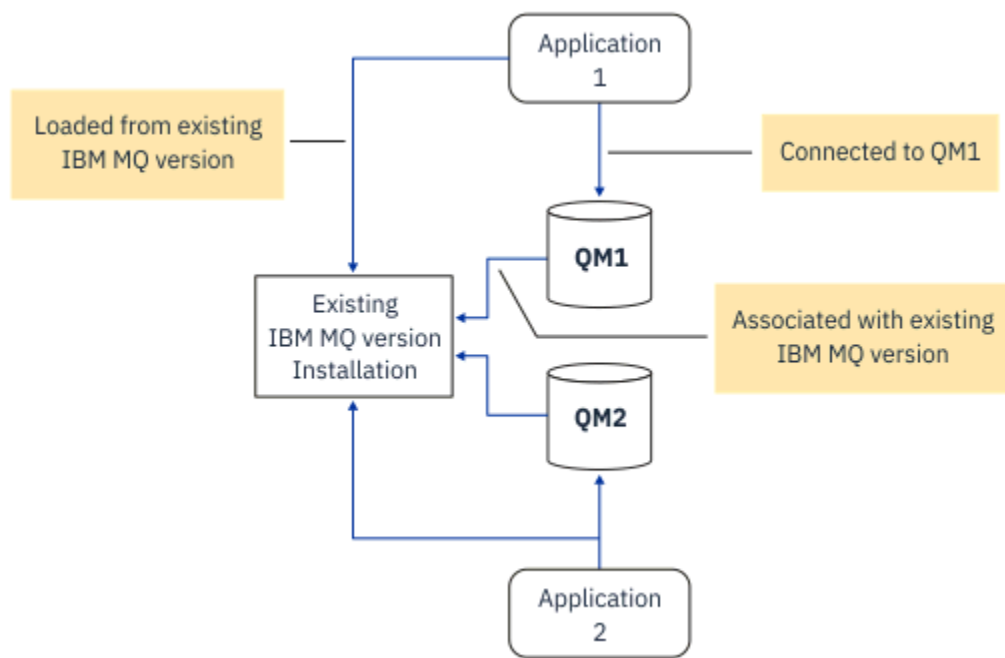 Application
1
Loaded from existing
IBM MQ version
Connected to QM1
QM1
Existing
IBM MQ version
Installation
Associated with existing
IBM MQ version
QM2
Application
2